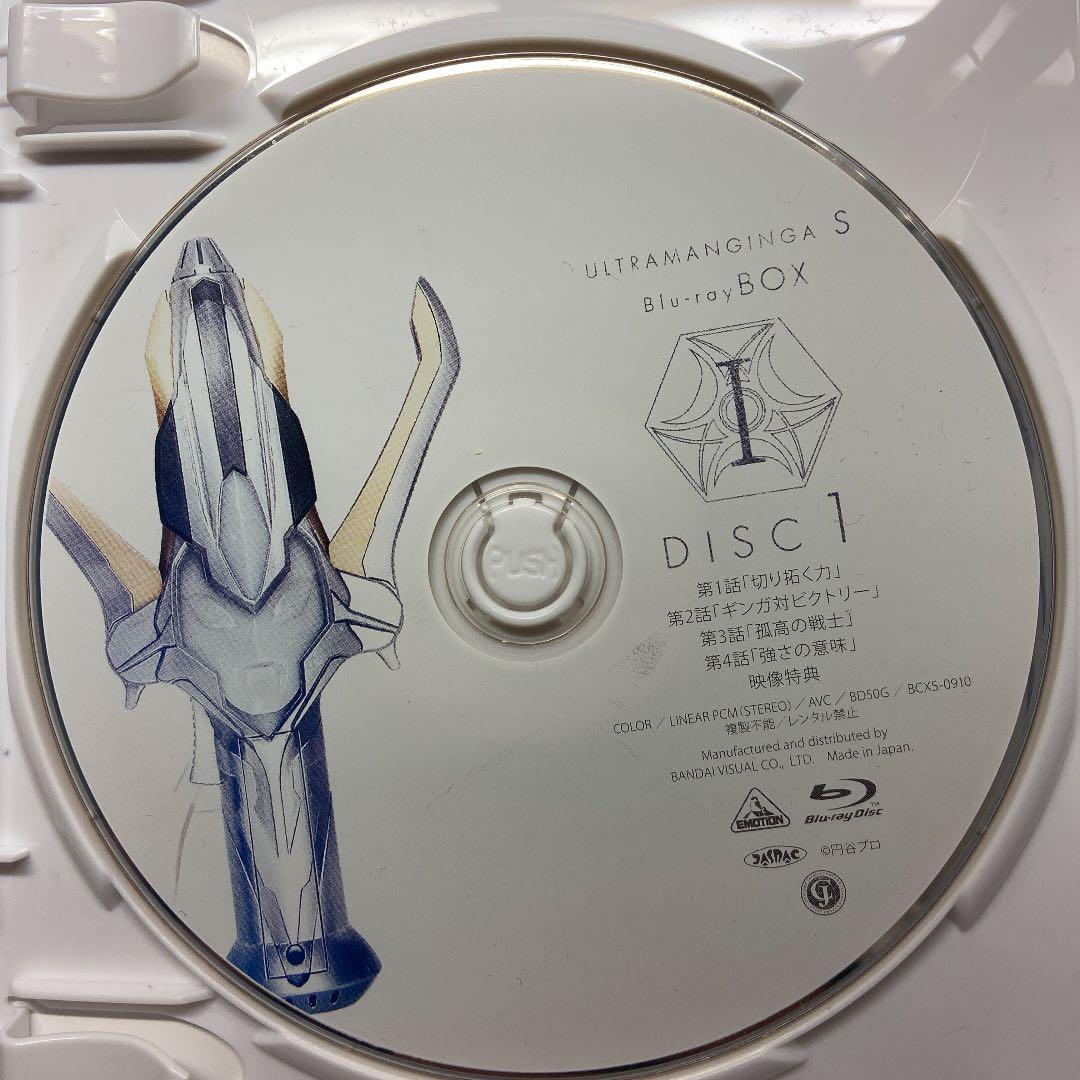 ULTRAMANGINGA S
Blu-ray BOX
I
DISC 1
第1話「切り拓く力」
第2話「ギンガ対ビクトリー」
第3話「孤高の戦士」
第4話「強さの意味」
映像特典
COLOR / LINEAR PCM (STEREO) / AVC / BD50G / BCXS-0910
複製不能/レンタル禁止
Manufactured and distributed by
BANDAI VISUAL CO., LTD. Made in Japan.
EMOTION
Blu-ray Disc™
JASRAC ©円谷プロ
PUSH